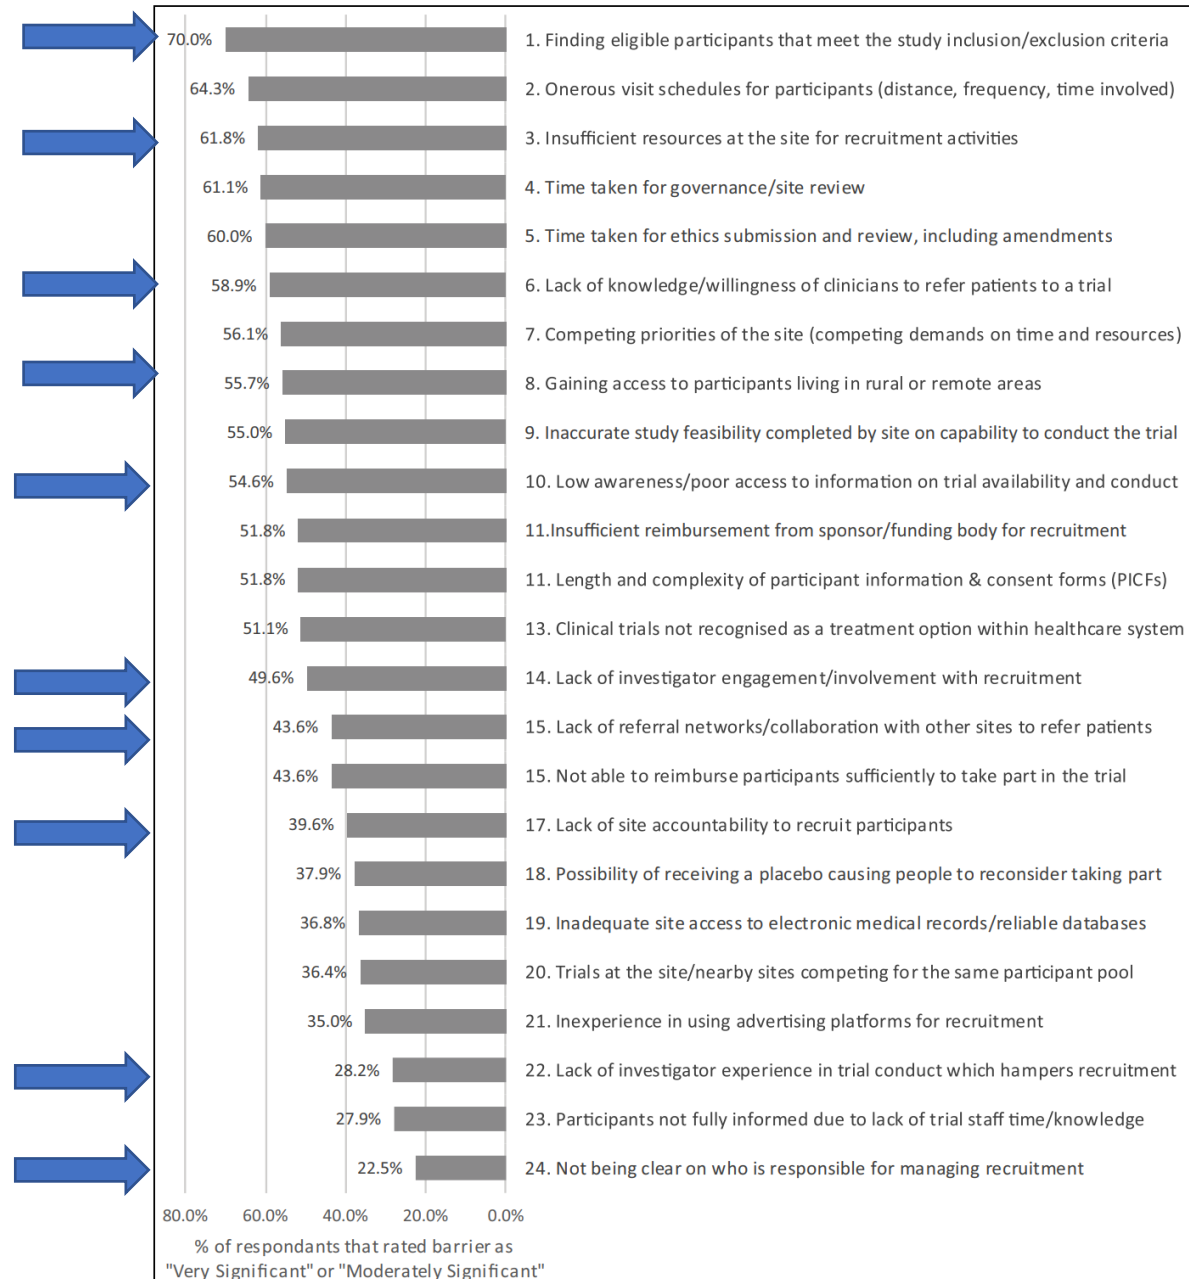 70.0% 1. Finding eligible participants that meet the study inclusion/exclusion criteria
64.3% 2. Onerous visit schedules for participants (distance, frequency, time involved)
61.8% 3. Insufficient resources at the site for recruitment activities
61.1% 4. Time taken for governance/site review
60.0% 5. Time taken for ethics submission and review, including amendments
58.9% 6. Lack of knowledge/willingness of clinicians to refer patients to a trial
56.1% 7. Competing priorities of the site (competing demands on time and resources)
55.7% 8. Gaining access to participants living in rural or remote areas
55.0% 9. Inaccurate study feasibility completed by site on capability to conduct the trial
54.6% 10. Low awareness/poor access to information on trial availability and conduct
51.8% 11.Insufficient reimbursement from sponsor/funding body for recruitment
51.8% 11. Length and complexity of participant information & consent forms (PICFs)
51.1% 13. Clinical trials not recognised as a treatment option within healthcare system
49.6% 14. Lack of investigator engagement/involvement with recruitment
43.6% 15. Lack of referral networks/collaboration with other sites to refer patients
43.6% 15. Not able to reimburse participants sufficiently to take part in the trial
39.6% 17. Lack of site accountability to recruit participants
37.9% 18. Possibility of receiving a placebo causing people to reconsider taking part
36.8% 19. Inadequate site access to electronic medical records/reliable databases
36.4% 20. Trials at the site/nearby sites competing for the same participant pool
35.0% 21. Inexperience in using advertising platforms for recruitment
28.2% 22. Lack of investigator experience in trial conduct which hampers recruitment
27.9% 23. Participants not fully informed due to lack of trial staff time/knowledge
22.5% 24. Not being clear on who is responsible for managing recruitment
80.0% 60.0% 40.0% 20.0% 0.0%
% of respondants that rated barrier as
"Very Significant" or "Moderately Significant"